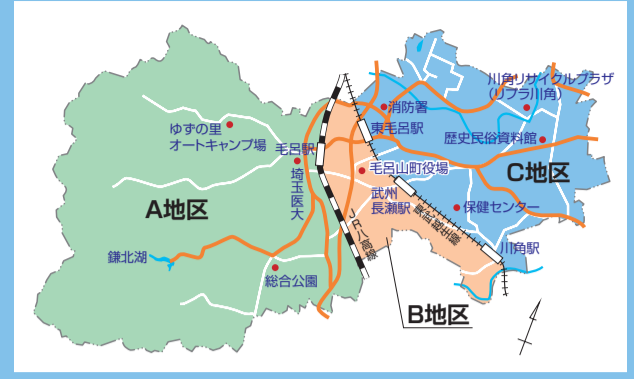 川角リサイクルプラザ
(リプラ川角)
消防署
東毛呂駅
歴史民俗資料館
ゆずの里
オートキャンプ場
毛呂駅
埼玉医大
毛呂山町役場
C地区
A地区
武州
長瀬駅
保健センター
東武越生線
JR八高線
川角駅
鎌北湖
総合公園
B地区